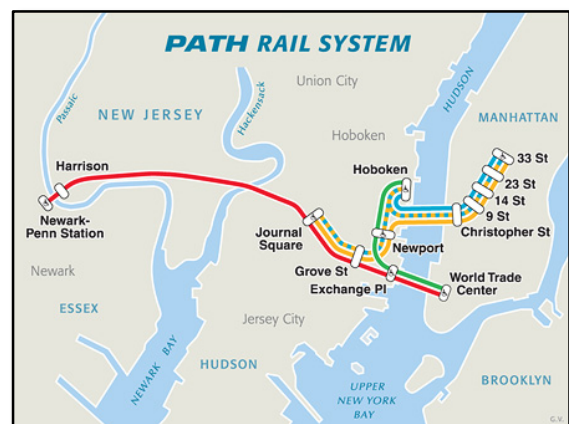 PATH RAIL SYSTEM
Union City
HUDSON
Passaic
NEW JERSEY
Hackensack
MANHATTAN
Hoboken
33 St
Harrison
Hoboken
23 St
14 St
9 St
Newark-
Penn Station
Journal
Square
Christopher St
Newport
Grove St
Exchange Pl
World Trade
Center
Newark
ESSEX
Jersey City
NEWARK BAY
HUDSON
UPPER
NEW YORK
BAY
BROOKLYN
G.V.